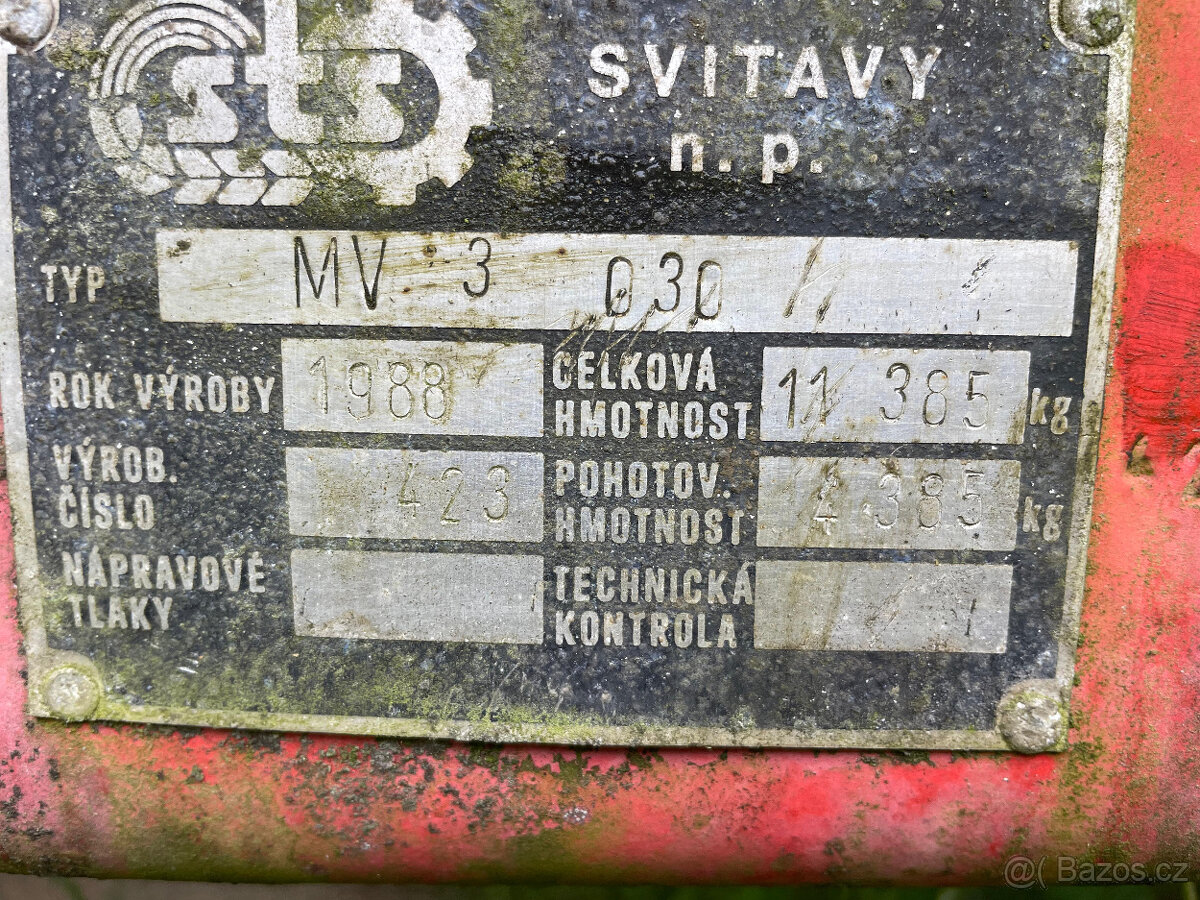 sts
SVITAVY
n. p.
TYP MV 3 030
ROK VÝROBY 1988
CELKOVÁ
HMOTNOST 11 385 kg
VÝROB.
ČÍSLO 423
POHOTOV.
HMOTNOST 4 385 kg
NÁPRAVOVÉ
TLAKY
TECHNICKÁ
KONTROLA
@( Bazos.cz